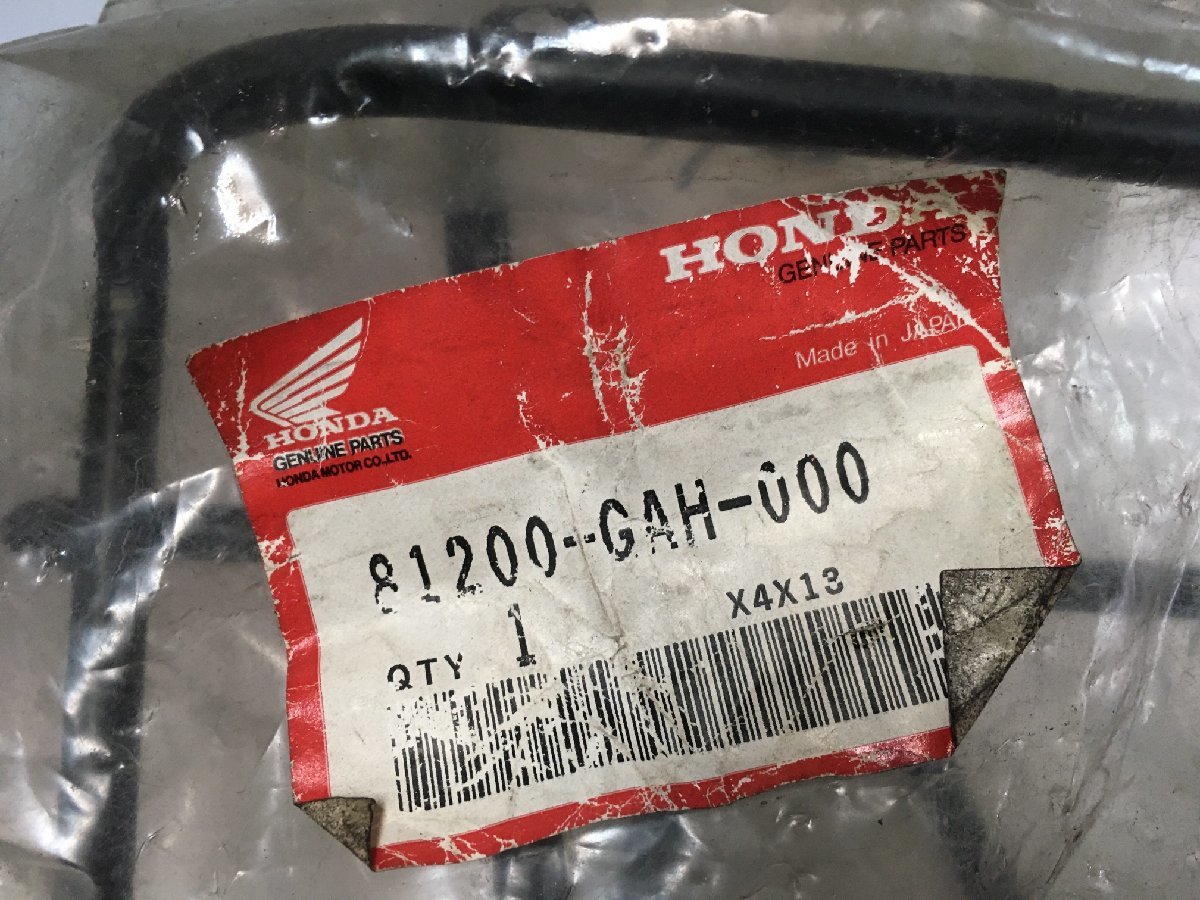 HONDA
GENUINE PARTS
Made in JAPAN
HONDA
GENUINE PARTS
HONDA MOTOR CO.,LTD.
81200-GAH-000
X4X13
QTY 1